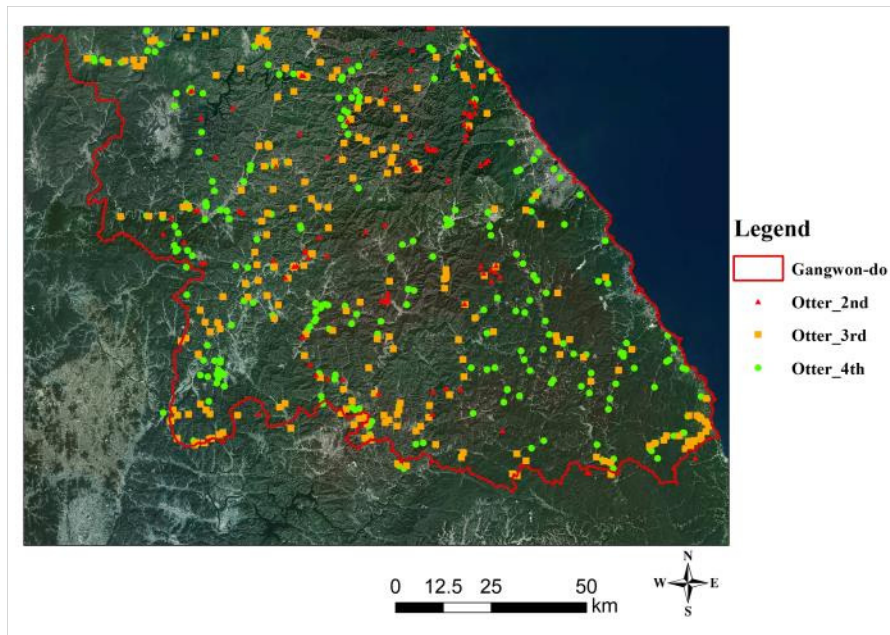 Legend
Gangwon-do
Otter_2nd
Otter_3rd
Otter_4th
0 12.5 25 50
km
N
W E
S